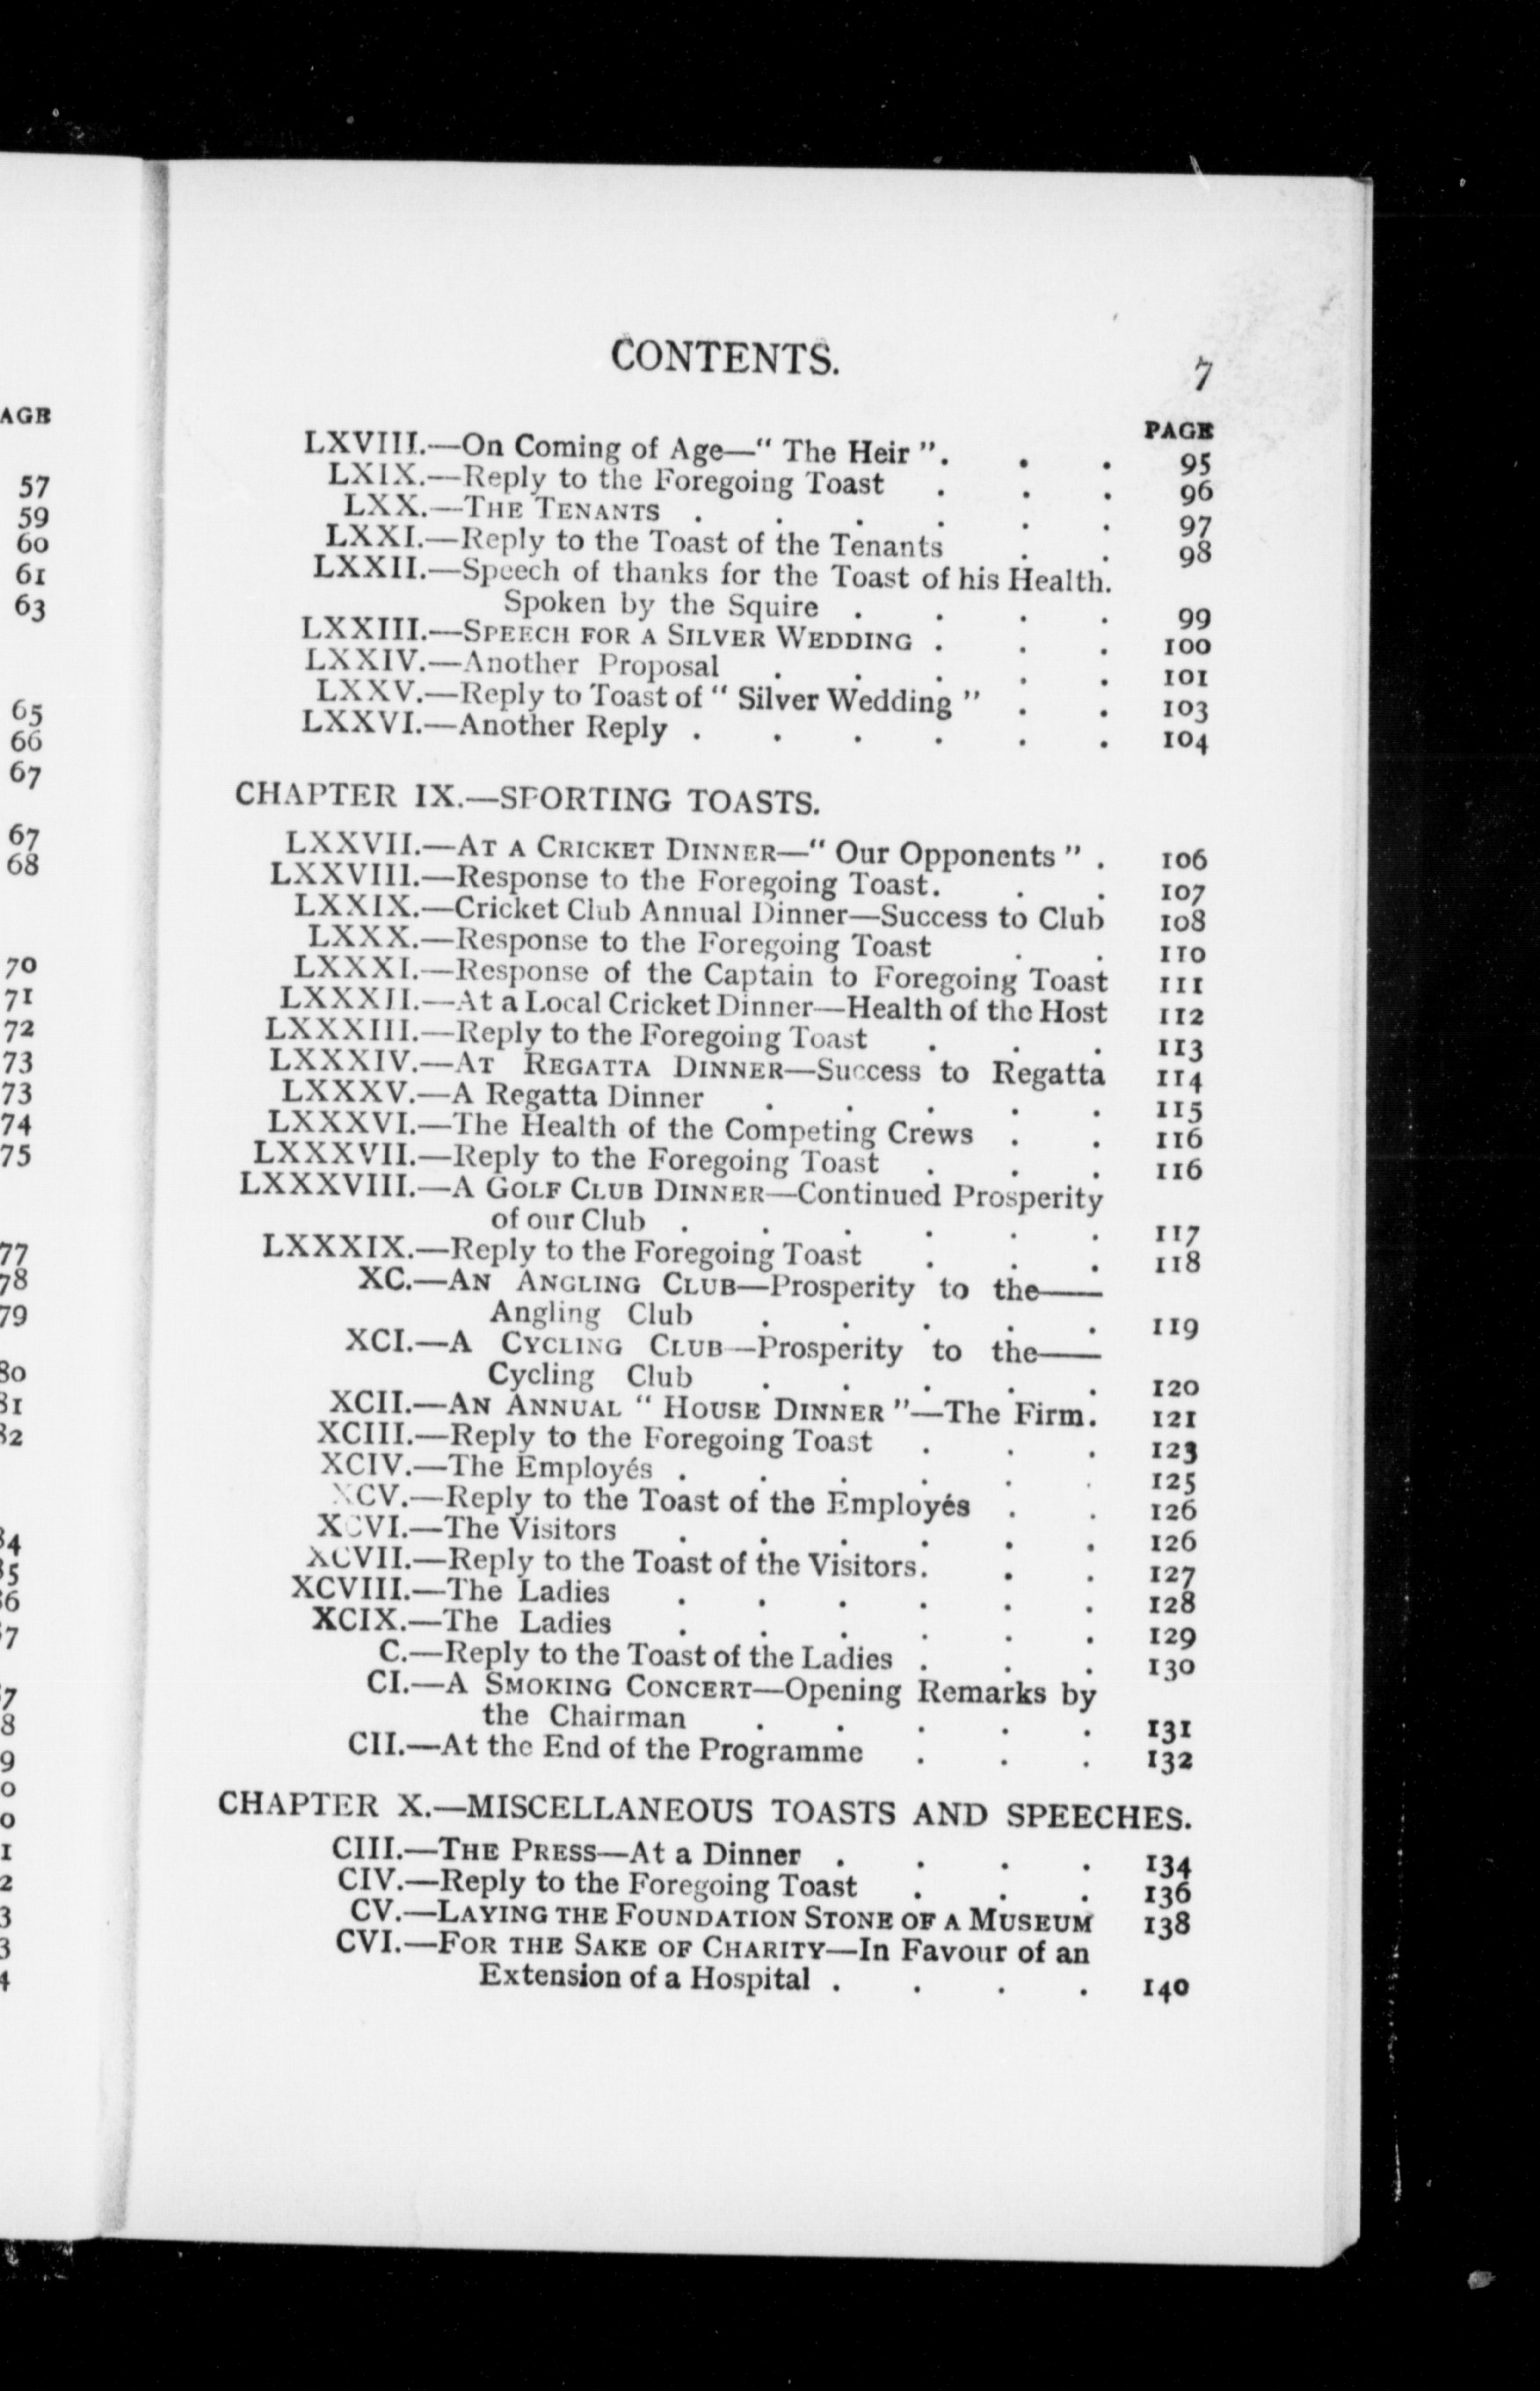 AGE
57
59
60
61
63
65
66
67
67
68
70
71
72
73
73
74
75
77
78
79
80
81
82
84
85
86
87
7
8
9
0
0
1
2
3
3
4
CONTENTS. 7
PAGE
LXVIII.—On Coming of Age—“ The Heir ”. . . 95
LXIX.—Reply to the Foregoing Toast . . . 96
LXX.—THE TENANTS . . . . . . 97
LXXI.—Reply to the Toast of the Tenants . . 98
LXXII.—Speech of thanks for the Toast of his Health.
Spoken by the Squire . . . . 99
LXXIII.—SPEECH FOR A SILVER WEDDING . . . 100
LXXIV.—Another Proposal . . . . . 101
LXXV.—Reply to Toast of “ Silver Wedding ” . . 103
LXXVI.—Another Reply . . . . . . 104
CHAPTER IX.—SPORTING TOASTS.
LXXVII.—AT A CRICKET DINNER—“ Our Opponents ” . 106
LXXVIII.—Response to the Foregoing Toast. . . 107
LXXIX.—Cricket Club Annual Dinner—Success to Club 108
LXXX.—Response to the Foregoing Toast . . 110
LXXXI.—Response of the Captain to Foregoing Toast 111
LXXXII.—At a Local Cricket Dinner—Health of the Host 112
LXXXIII.—Reply to the Foregoing Toast . . . 113
LXXXIV.—AT REGATTA DINNER—Success to Regatta 114
LXXXV.—A Regatta Dinner . . . . . 115
LXXXVI.—The Health of the Competing Crews . . 116
LXXXVII.—Reply to the Foregoing Toast . . . 116
LXXXVIII.—A GOLF CLUB DINNER—Continued Prosperity
of our Club . . . . . . 117
LXXXIX.—Reply to the Foregoing Toast . . . 118
XC.—AN ANGLING CLUB—Prosperity to the——
Angling Club . . . . . 119
XCI.—A CYCLING CLUB—Prosperity to the——
Cycling Club . . . . . 120
XCII.—AN ANNUAL “ HOUSE DINNER ”—The Firm. 121
XCIII.—Reply to the Foregoing Toast . . . 123
XCIV.—The Employés . . . . . . 125
XCV.—Reply to the Toast of the Employés . . 126
XCVI.—The Visitors . . . . . . 126
XCVII.—Reply to the Toast of the Visitors. . . 127
XCVIII.—The Ladies . . . . . . 128
XCIX.—The Ladies . . . . . . 129
C.—Reply to the Toast of the Ladies . . . 130
CI.—A SMOKING CONCERT—Opening Remarks by
the Chairman . . . . . 131
CII.—At the End of the Programme . . . 132
CHAPTER X.—MISCELLANEOUS TOASTS AND SPEECHES.
CIII.—THE PRESS—At a Dinner . . . . 134
CIV.—Reply to the Foregoing Toast . . . 136
CV.—LAYING THE FOUNDATION STONE OF A MUSEUM 138
CVI.—FOR THE SAKE OF CHARITY—In Favour of an
Extension of a Hospital . . . . 140